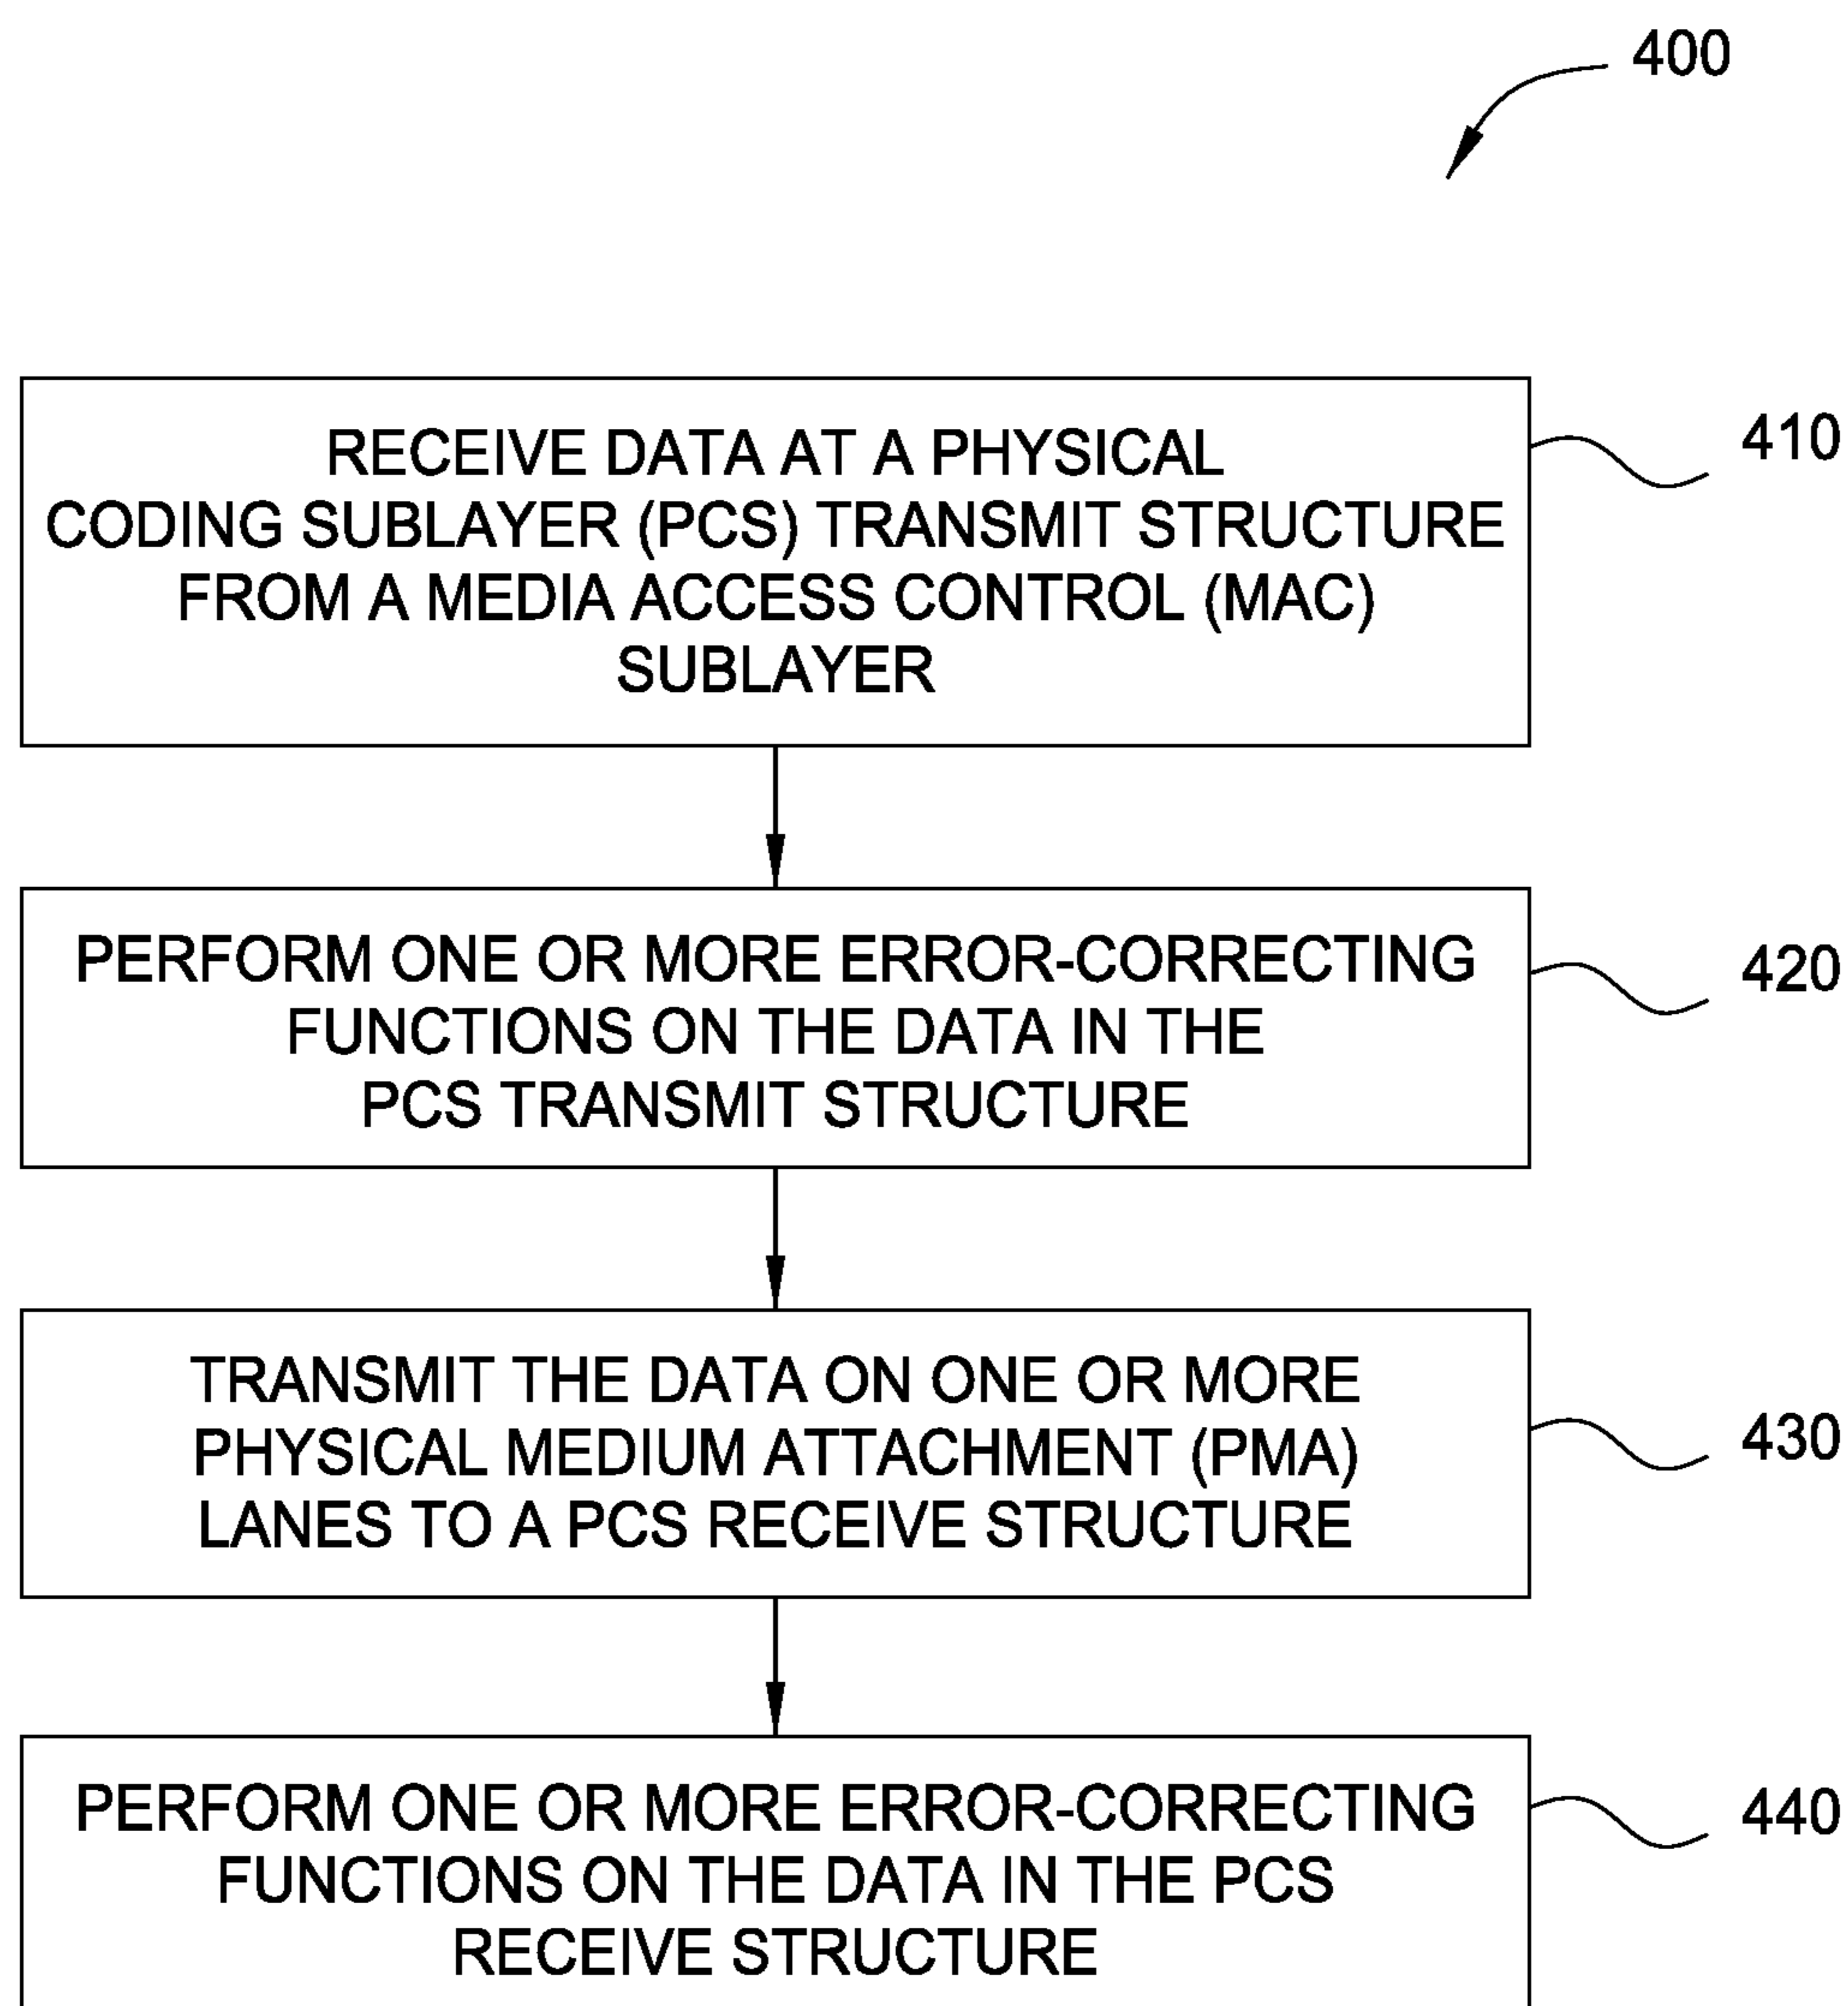 400
RECEIVE DATA AT A PHYSICAL
CODING SUBLAYER (PCS) TRANSMIT STRUCTURE
FROM A MEDIA ACCESS CONTROL (MAC)
SUBLAYER
410
PERFORM ONE OR MORE ERROR-CORRECTING
FUNCTIONS ON THE DATA IN THE
PCS TRANSMIT STRUCTURE
420
TRANSMIT THE DATA ON ONE OR MORE
PHYSICAL MEDIUM ATTACHMENT (PMA)
LANES TO A PCS RECEIVE STRUCTURE
430
PERFORM ONE OR MORE ERROR-CORRECTING
FUNCTIONS ON THE DATA IN THE PCS
RECEIVE STRUCTURE
440